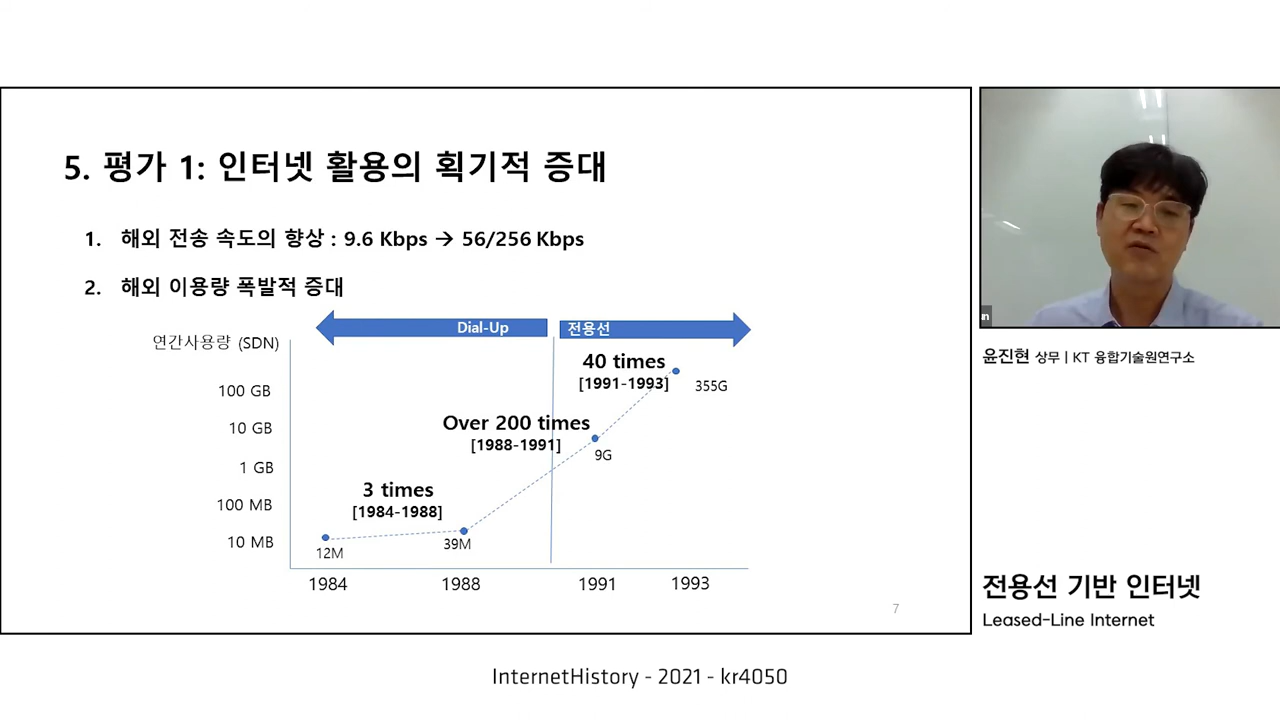 5. 평가 1: 인터넷 활용의 획기적 증대
1. 해외 전송 속도의 향상 : 9.6 Kbps → 56/256 Kbps
2. 해외 이용량 폭발적 증대
Dial-Up
전용선
연간사용량 (SDN)
100 GB
10 GB
1 GB
100 MB
10 MB
40 times
[1991-1993]
355G
Over 200 times
[1988-1991]
9G
3 times
[1984-1988]
12M
39M
1984
1988
1991
1993
7
un
윤진현 상무 | KT 융합기술원연구소
전용선 기반 인터넷
Leased-Line Internet
InternetHistory - 2021 - kr4050